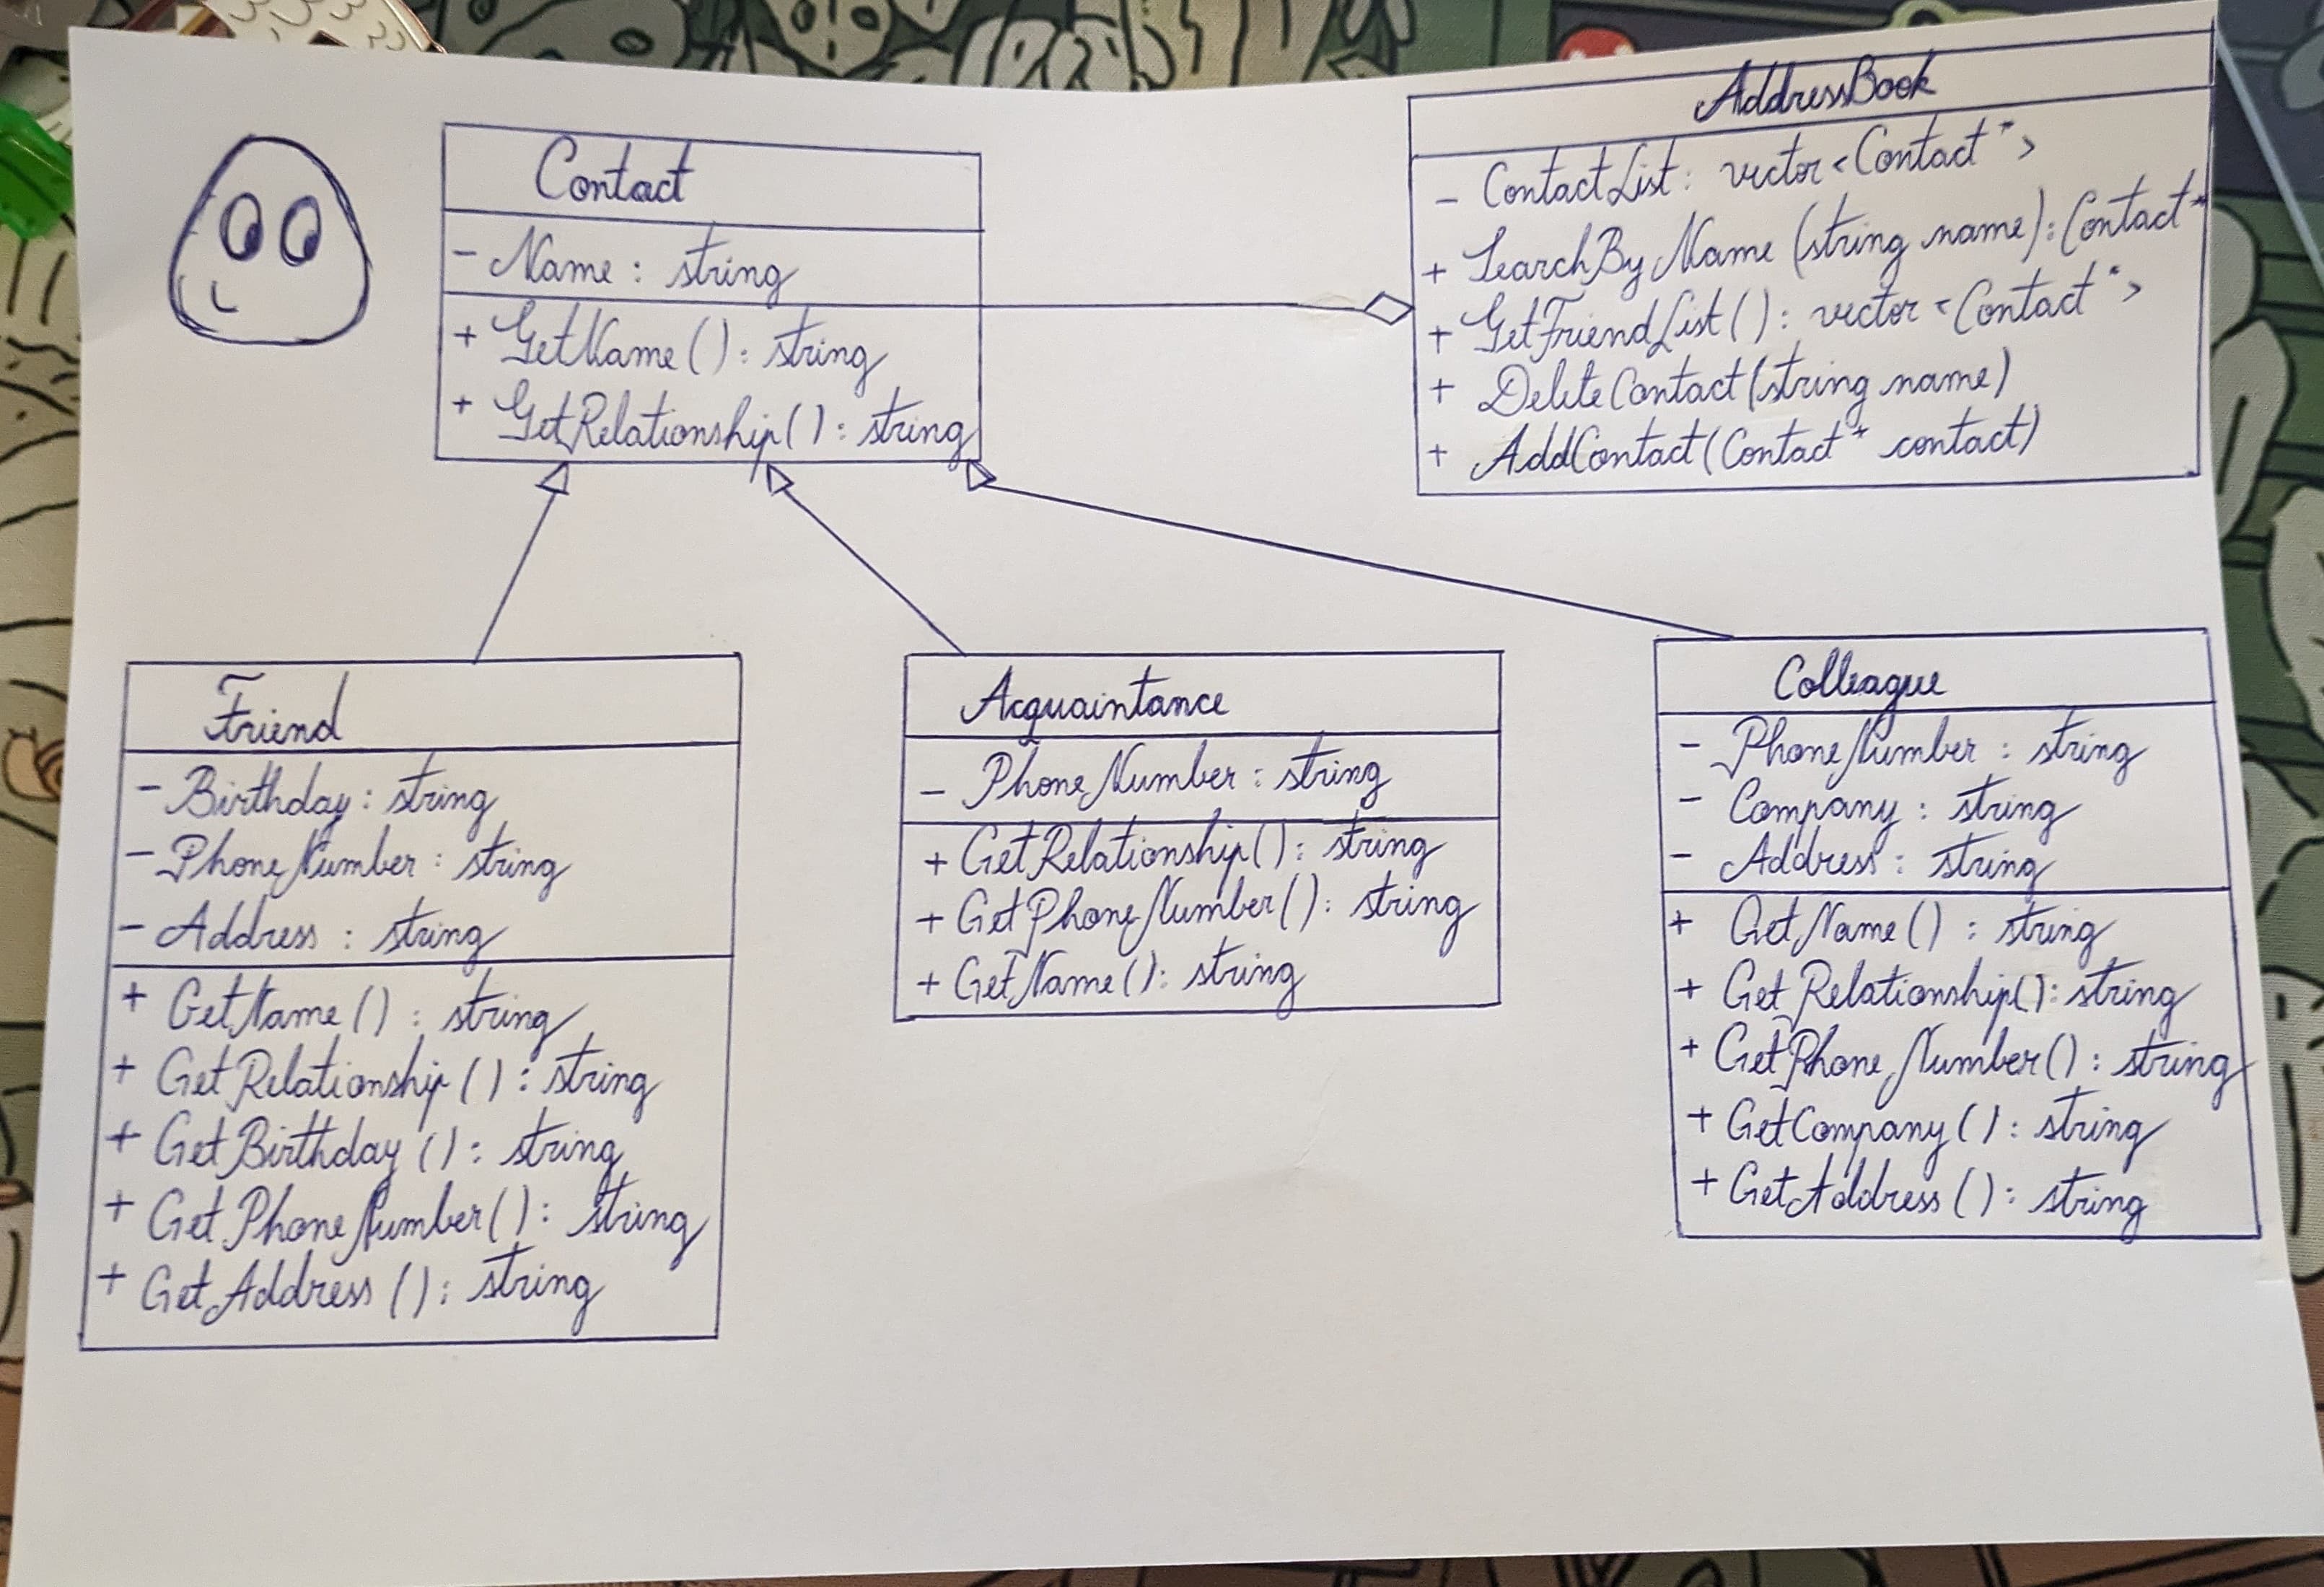 Contact
- Name : string
+ GetName () : string
+ GetRelationship() : string
AddressBook
- ContactList : vector <Contact*>
+ SearchByName (string name) : Contact*
+ GetFriendList () : vector <Contact*>
+ DeleteContact(string name)
+ AddContact(Contact* contact)
Friend
- Birthday : string
- PhoneNumber : string
- Address : string
+ GetName () : string
+ GetRelationship () : string
+ GetBirthday () : string
+ GetPhoneNumber() : string
+ GetAddress () : string
Acquaintance
- PhoneNumber : string
+ GetRelationship() : string
+ GetPhoneNumber() : string
+ GetName () : string
Colleague
- PhoneNumber : string
- Company : string
- Address : string
+ GetName () : string
+ GetRelationship() : string
+ GetPhoneNumber() : string
+ GetCompany () : string
+ GetAddress () : string